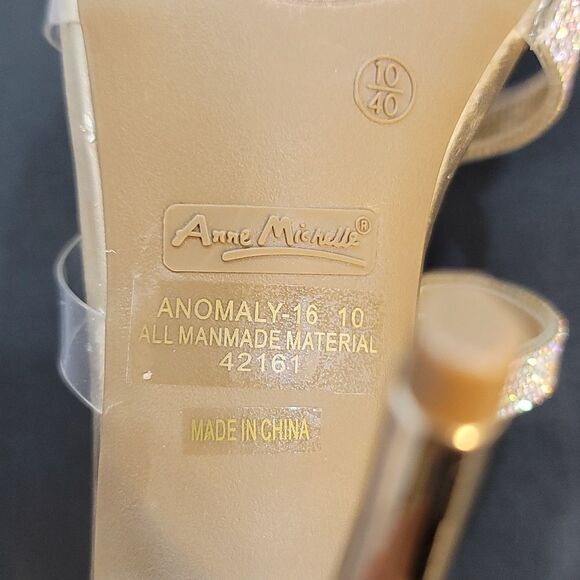 10
40
Anne Michelle®
ANOMALY-16 10
ALL MANMADE MATERIAL
42161
MADE IN CHINA